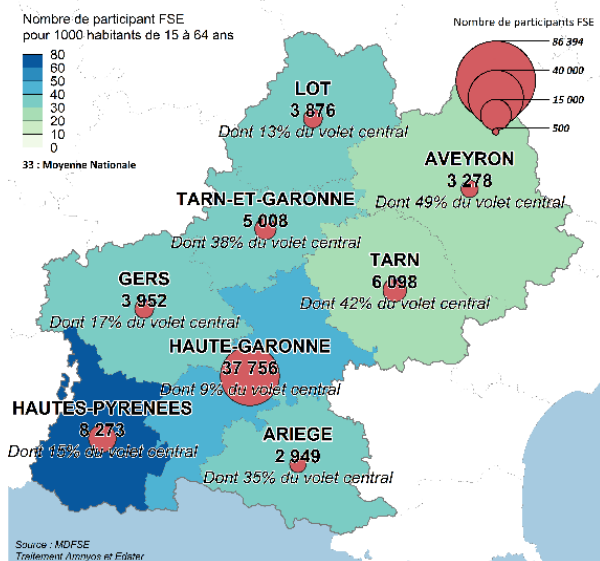 Nombre de participant FSE
pour 1000 habitants de 15 à 64 ans
80
60
50
40
30
20
10
0
33 : Moyenne Nationale
Nombre de participants FSE
86 394
40 000
15 000
500
LOT
3 876
Dont 13% du volet central
AVEYRON
3 278
Dont 49% du volet central
TARN-ET-GARONNE
5 008
Dont 38% du volet central
TARN
6 098
Dont 42% du volet central
GERS
3 952
Dont 17% du volet central
HAUTE-GARONNE
37 756
Dont 9% du volet central
HAUTES-PYRENEES
8 273
Dont 15% du volet central
ARIEGE
2 949
Dont 35% du volet central
Source : MDFSE
Traitement Amnyos et Edater